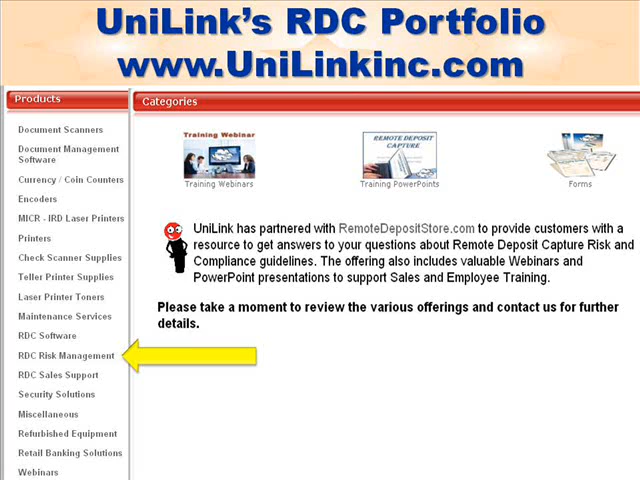 UniLink's RDC Portfolio
www.UniLinkinc.com
Products
Document Scanners
Document Management
Software
Currency / Coin Counters
Encoders
MICR - IRD Laser Printers
Printers
Check Scanner Supplies
Teller Printer Supplies
Laser Printer Toners
Maintenance Services
RDC Software
RDC Risk Management
RDC Sales Support
Security Solutions
Miscellaneous
Refurbished Equipment
Retail Banking Solutions
Webinars
Categories
Training Webinar
Training Webinars
REMOTE DEPOSIT
CAPTURE
Training PowerPoints
Forms
UniLink has partnered with RemoteDepositStore.com to provide customers with a
resource to get answers to your questions about Remote Deposit Capture Risk and
Compliance guidelines. The offering also includes valuable Webinars and
PowerPoint presentations to support Sales and Employee Training.
Please take a moment to review the various offerings and contact us for further
details.